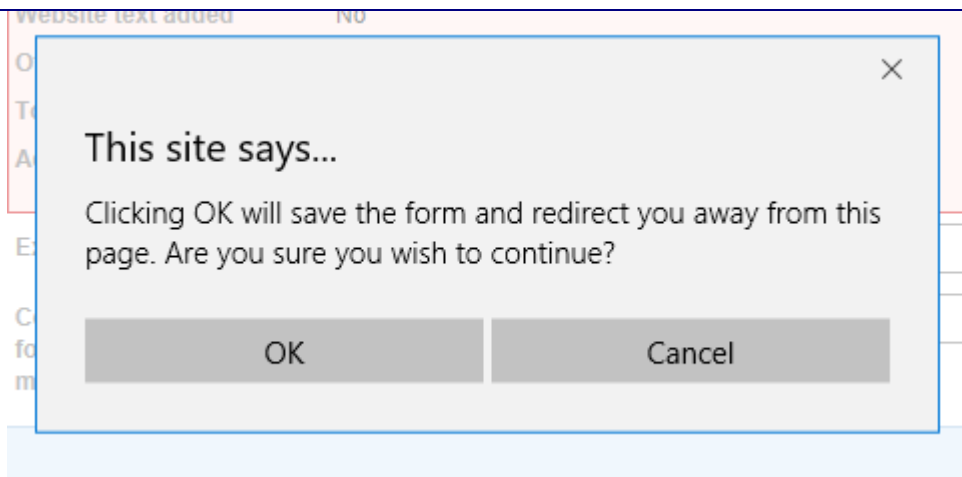 Website text added No
This site says...
Clicking OK will save the form and redirect you away from this
page. Are you sure you wish to continue?
OK Cancel